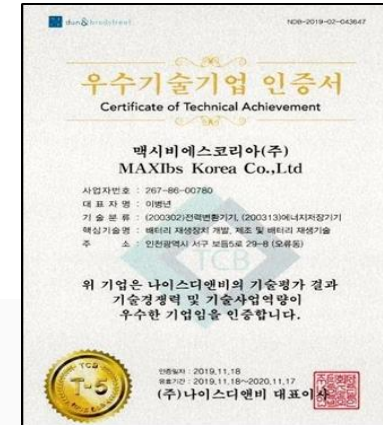 dun & bradstreet
NDB-2019-02-043647
우수기술기업 인증서
Certificate of Technical Achievement
맥시비에스코리아(주)
MAXIbs Korea Co.,Ltd
사업자번호 : 267-86-00780
대 표 자 명 : 이병년
기 술 분 류 : (200302)전력변환기기, (200313)에너지저장기기
핵심기술명 : 배터리 재생장치 개발, 제조 및 배터리 재생기술
주 소 : 인천광역시 서구 보듬5로 29-8 (오류동)
TCB
위 기업은 나이스디앤비의 기술평가 결과
기술경쟁력 및 기술사업역량이
우수한 기업임을 인증합니다.
TCB
T-5
인증일자 : 2019.11.18
유효기간 : 2019.11.18~2020.11.17
(주)나이스디앤비 대표이사